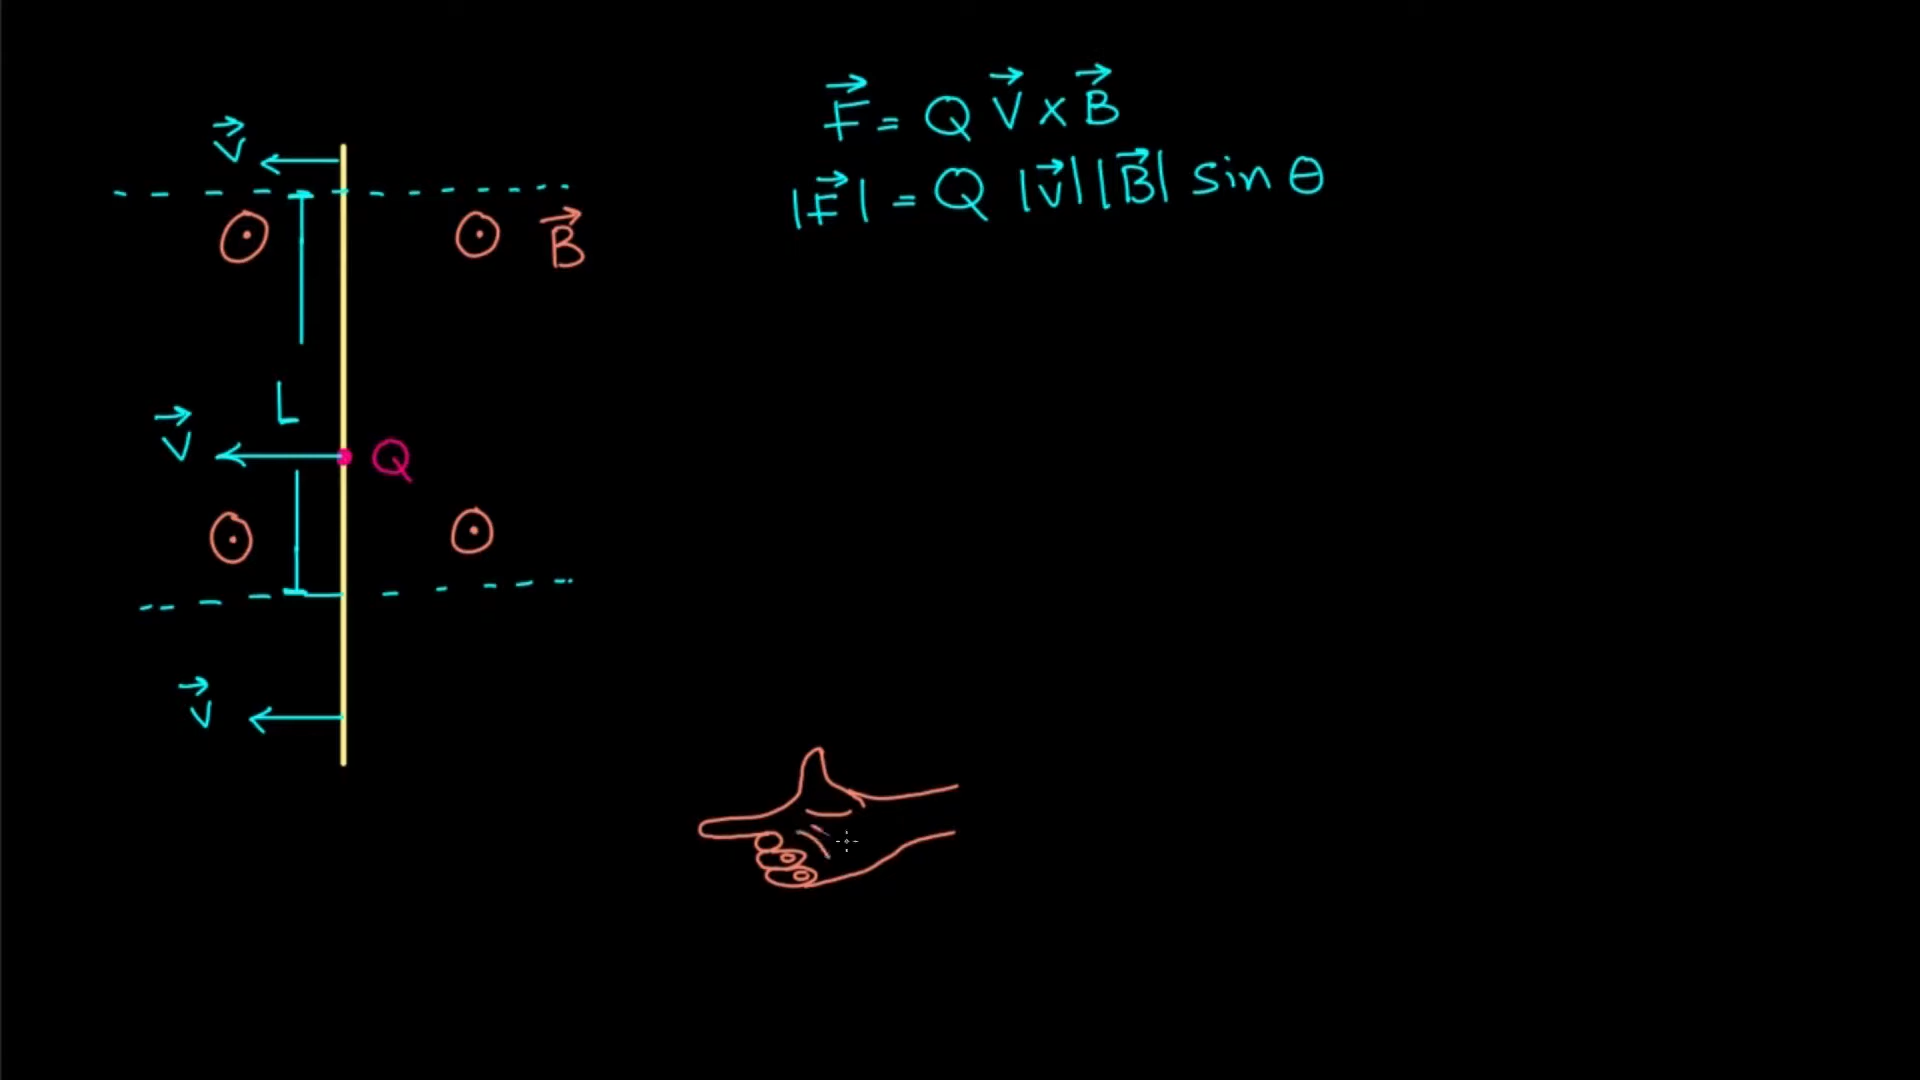 F⃗ = Q V⃗ × B⃗
|F⃗| = Q |v⃗| |B⃗| sin θ
v⃗
B⃗
L
v⃗
Q
v⃗